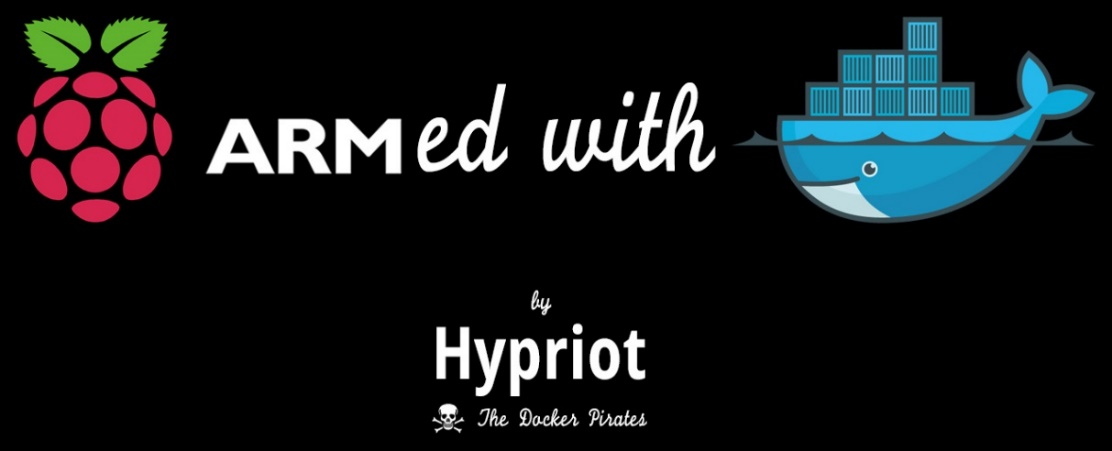 ARMed with
by
Hypriot
The Docker Pirates